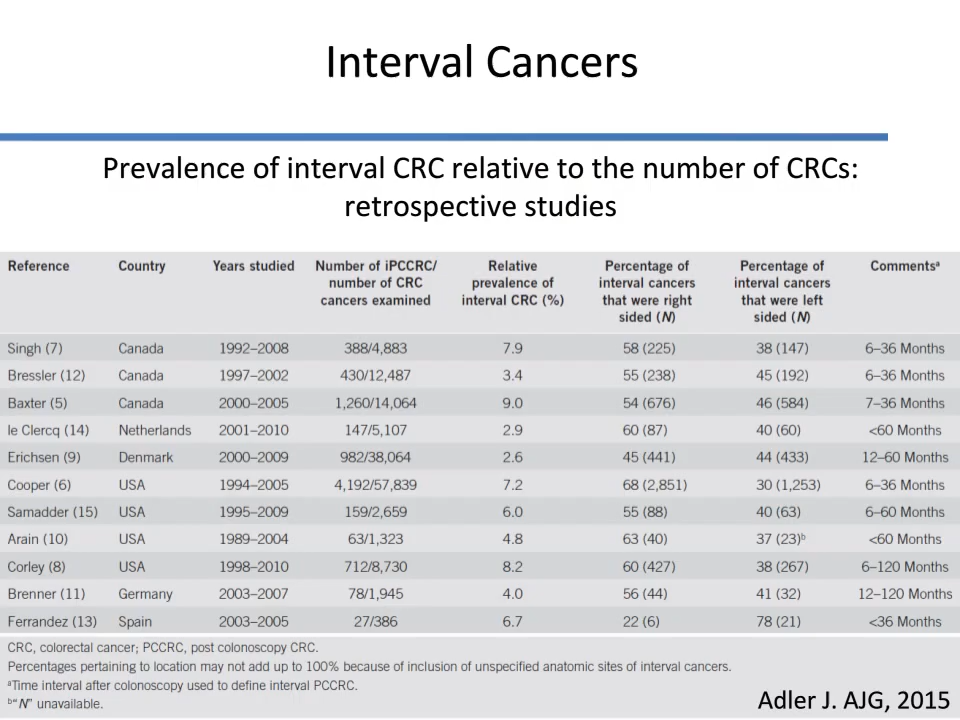 Interval Cancers
Prevalence of interval CRC relative to the number of CRCs:
retrospective studies
Reference Country Years studied Number of iPCCRC/ number of CRC cancers examined Relative prevalence of interval CRC (%) Percentage of interval cancers that were right sided (N) Percentage of interval cancers that were left sided (N) Commentsᵃ
Singh (7) Canada 1992–2008 388/4,883 7.9 58 (225) 38 (147) 6–36 Months
Bressler (12) Canada 1997–2002 430/12,487 3.4 55 (238) 45 (192) 6–36 Months
Baxter (5) Canada 2000–2005 1,260/14,064 9.0 54 (676) 46 (584) 7–36 Months
le Clercq (14) Netherlands 2001–2010 147/5,107 2.9 60 (87) 40 (60) <60 Months
Erichsen (9) Denmark 2000–2009 982/38,064 2.6 45 (441) 44 (433) 12–60 Months
Cooper (6) USA 1994–2005 4,192/57,839 7.2 68 (2,851) 30 (1,253) 6–36 Months
Samadder (15) USA 1995–2009 159/2,659 6.0 55 (88) 40 (63) 6–60 Months
Arain (10) USA 1989–2004 63/1,323 4.8 63 (40) 37 (23)ᵇ <60 Months
Corley (8) USA 1998–2010 712/8,730 8.2 60 (427) 38 (267) 6–120 Months
Brenner (11) Germany 2003–2007 78/1,945 4.0 56 (44) 41 (32) 12–120 Months
Ferrandez (13) Spain 2003–2005 27/386 6.7 22 (6) 78 (21) <36 Months
CRC, colorectal cancer; PCCRC, post colonoscopy CRC.
Percentages pertaining to location may not add up to 100% because of inclusion of unspecified anatomic sites of interval cancers.
ᵃTime interval after colonoscopy used to define interval PCCRC.
ᵇ"N" unavailable.
Adler J. AJG, 2015